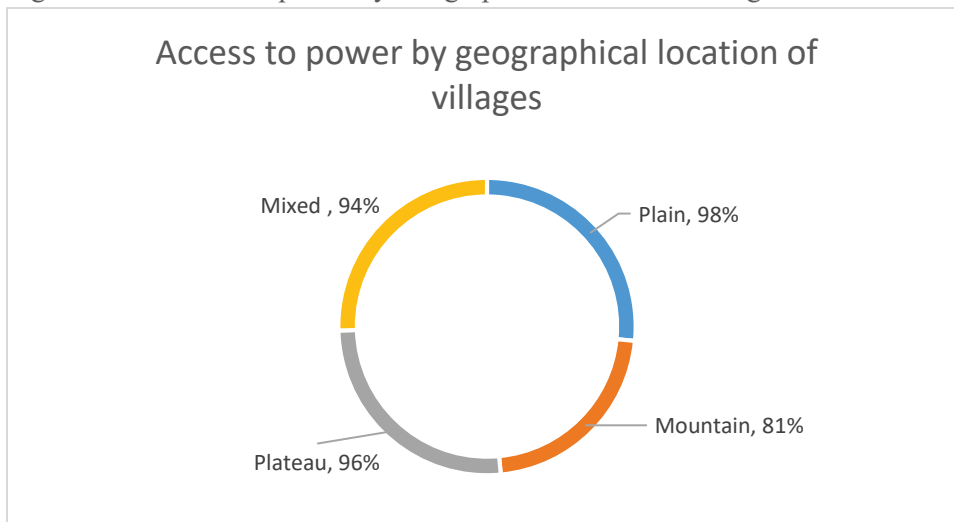 Access to power by geographical location of
villages
Mixed , 94%
Plain, 98%
Mountain, 81%
Plateau, 96%